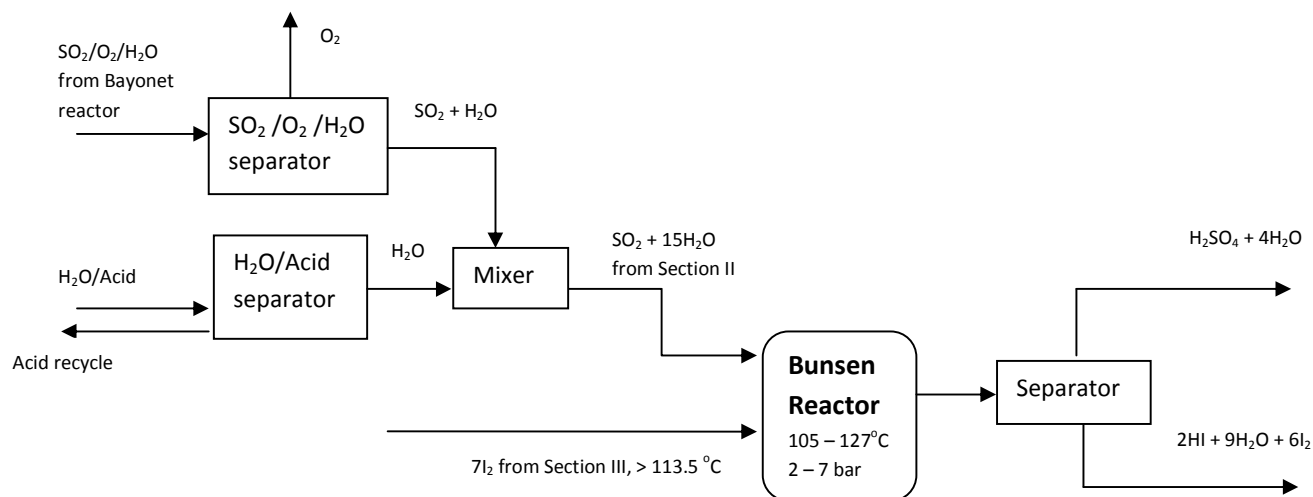 O₂
SO₂/O₂/H₂O
from Bayonet
reactor
SO₂ /O₂ /H₂O
separator
SO₂ + H₂O
H₂O/Acid
Acid recycle
H₂O/Acid
separator
H₂O
Mixer
SO₂ + 15H₂O
from Section II
7I₂ from Section III, > 113.5 °C
Bunsen
Reactor
105 – 127°C
2 – 7 bar
Separator
H₂SO₄ + 4H₂O
2HI + 9H₂O + 6I₂